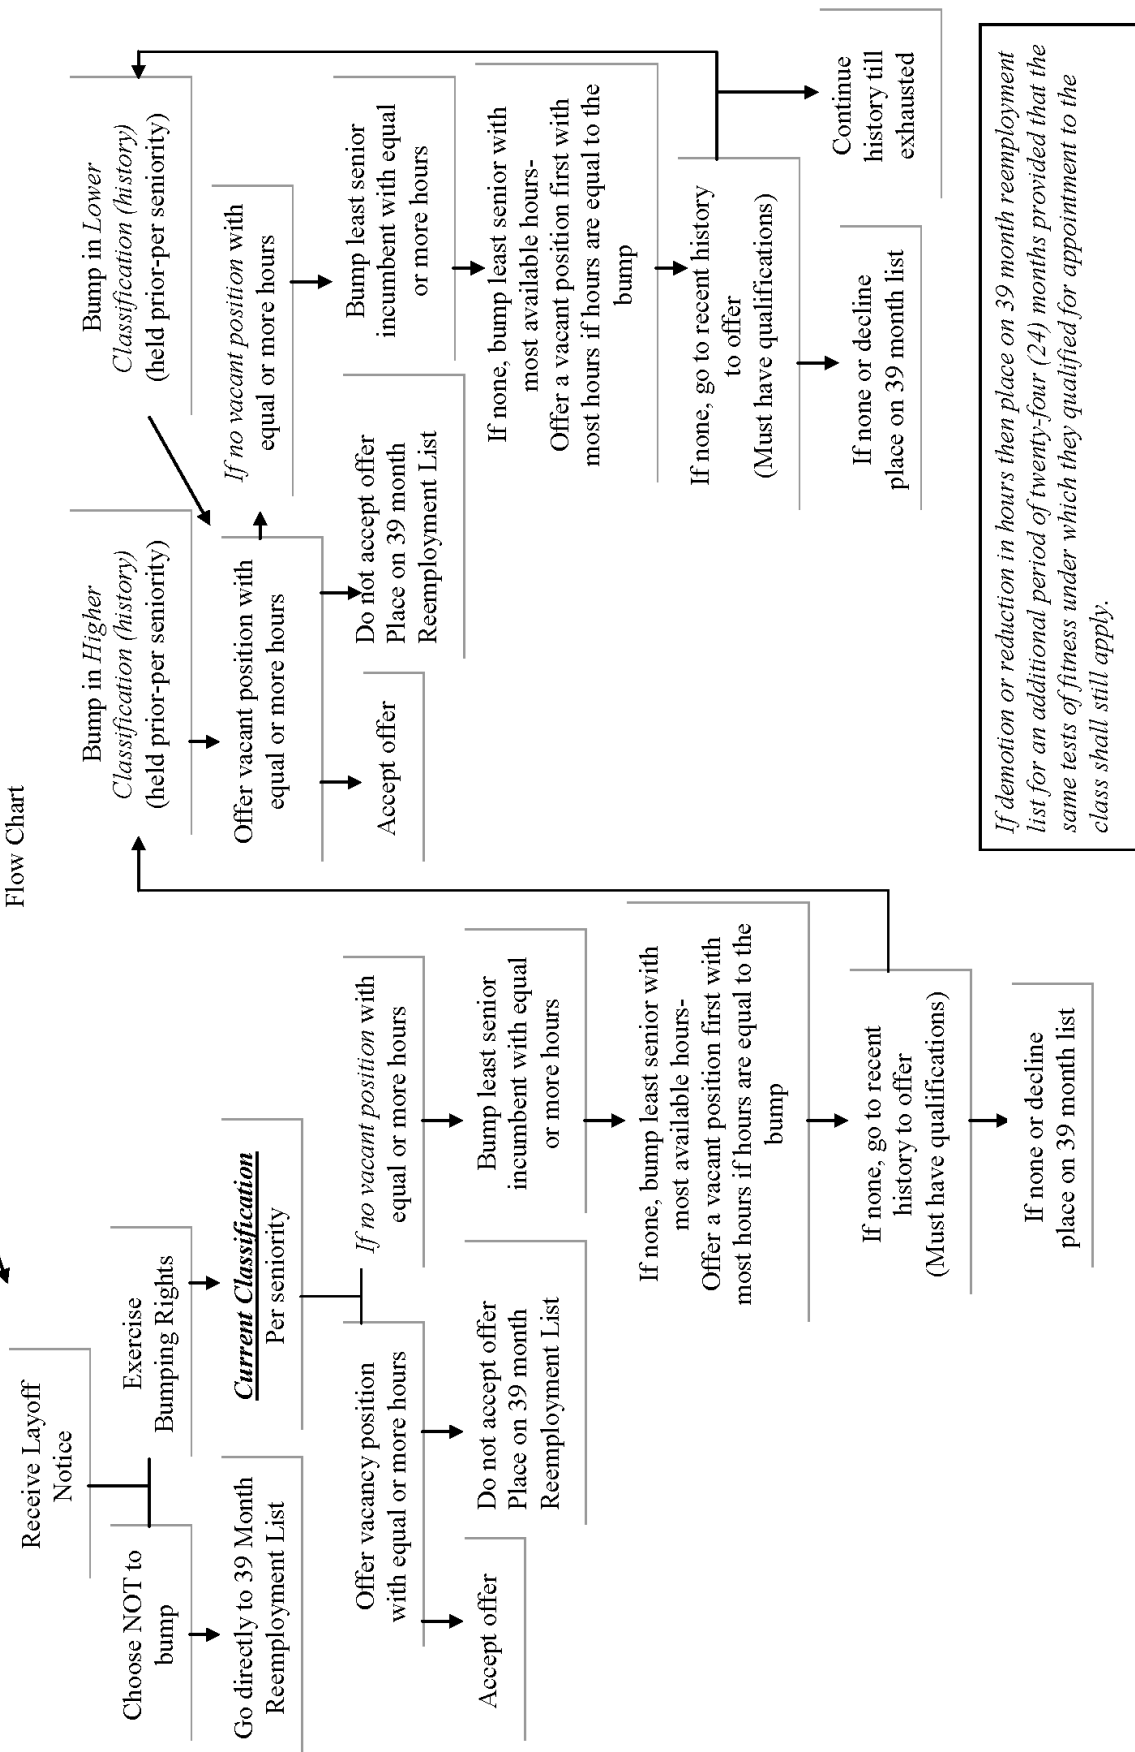 Flow Chart
Receive Layoff
Notice
Choose NOT to
bump
Go directly to 39 Month
Reemployment List
Exercise
Bumping Rights
Current Classification
Per seniority
Offer vacancy position
with equal or more hours
Accept offer
Do not accept offer
Place on 39 month
Reemployment List
If no vacant position with
equal or more hours
Bump least senior
incumbent with equal
or more hours
If none, bump least senior with
most available hours-
Offer a vacant position first with
most hours if hours are equal to the
bump
If none, go to recent
history to offer
(Must have qualifications)
If none or decline
place on 39 month list
Bump in Higher
Classification (history)
(held prior-per seniority)
Offer vacant position with
equal or more hours
Accept offer
Do not accept offer
Place on 39 month
Reemployment List
Bump in Lower
Classification (history)
(held prior-per seniority)
If no vacant position with
equal or more hours
Bump least senior
incumbent with equal
or more hours
If none, bump least senior with
most available hours-
Offer a vacant position first with
most hours if hours are equal to the
bump
If none, go to recent history
to offer
(Must have qualifications)
If none or decline
place on 39 month list
Continue
history till
exhausted
If demotion or reduction in hours then place on 39 month reemployment
list for an additional period of twenty-four (24) months provided that the
same tests of fitness under which they qualified for appointment to the
class shall still apply.